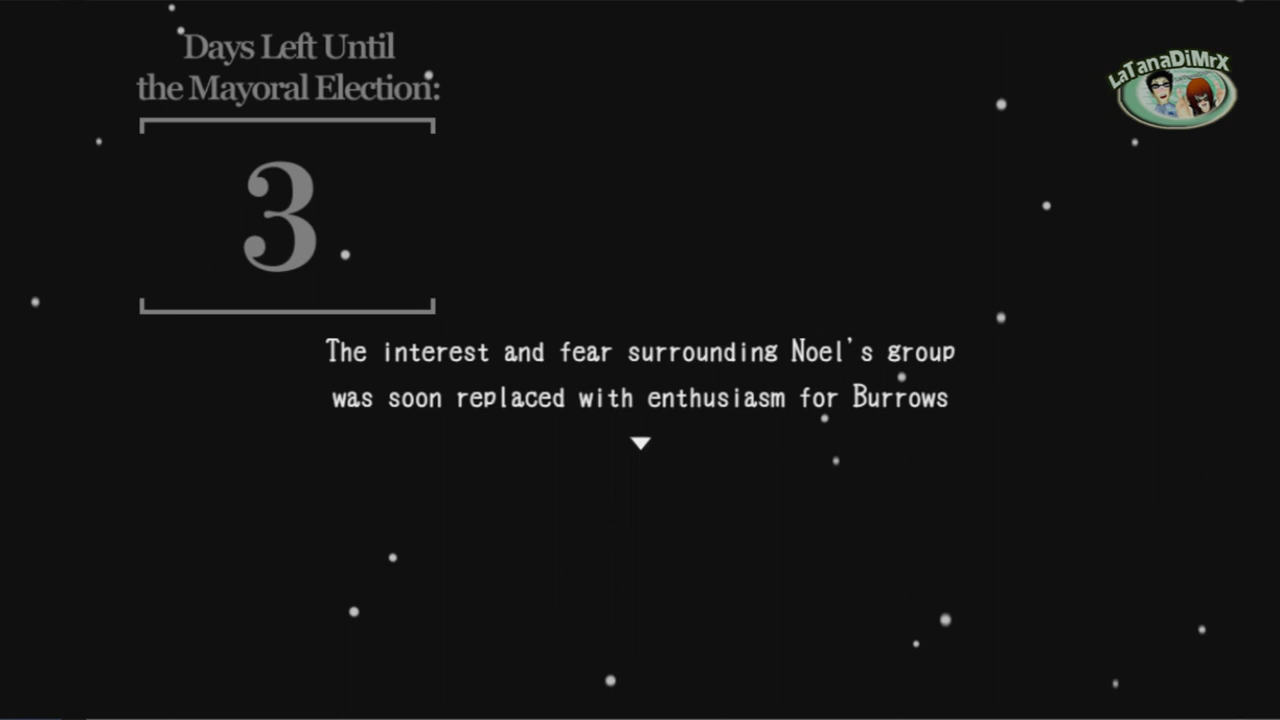 Days Left Until
the Mayoral Election:
3
LaTanaDiMrX
The interest and fear surrounding Noel's group
was soon replaced with enthusiasm for Burrows